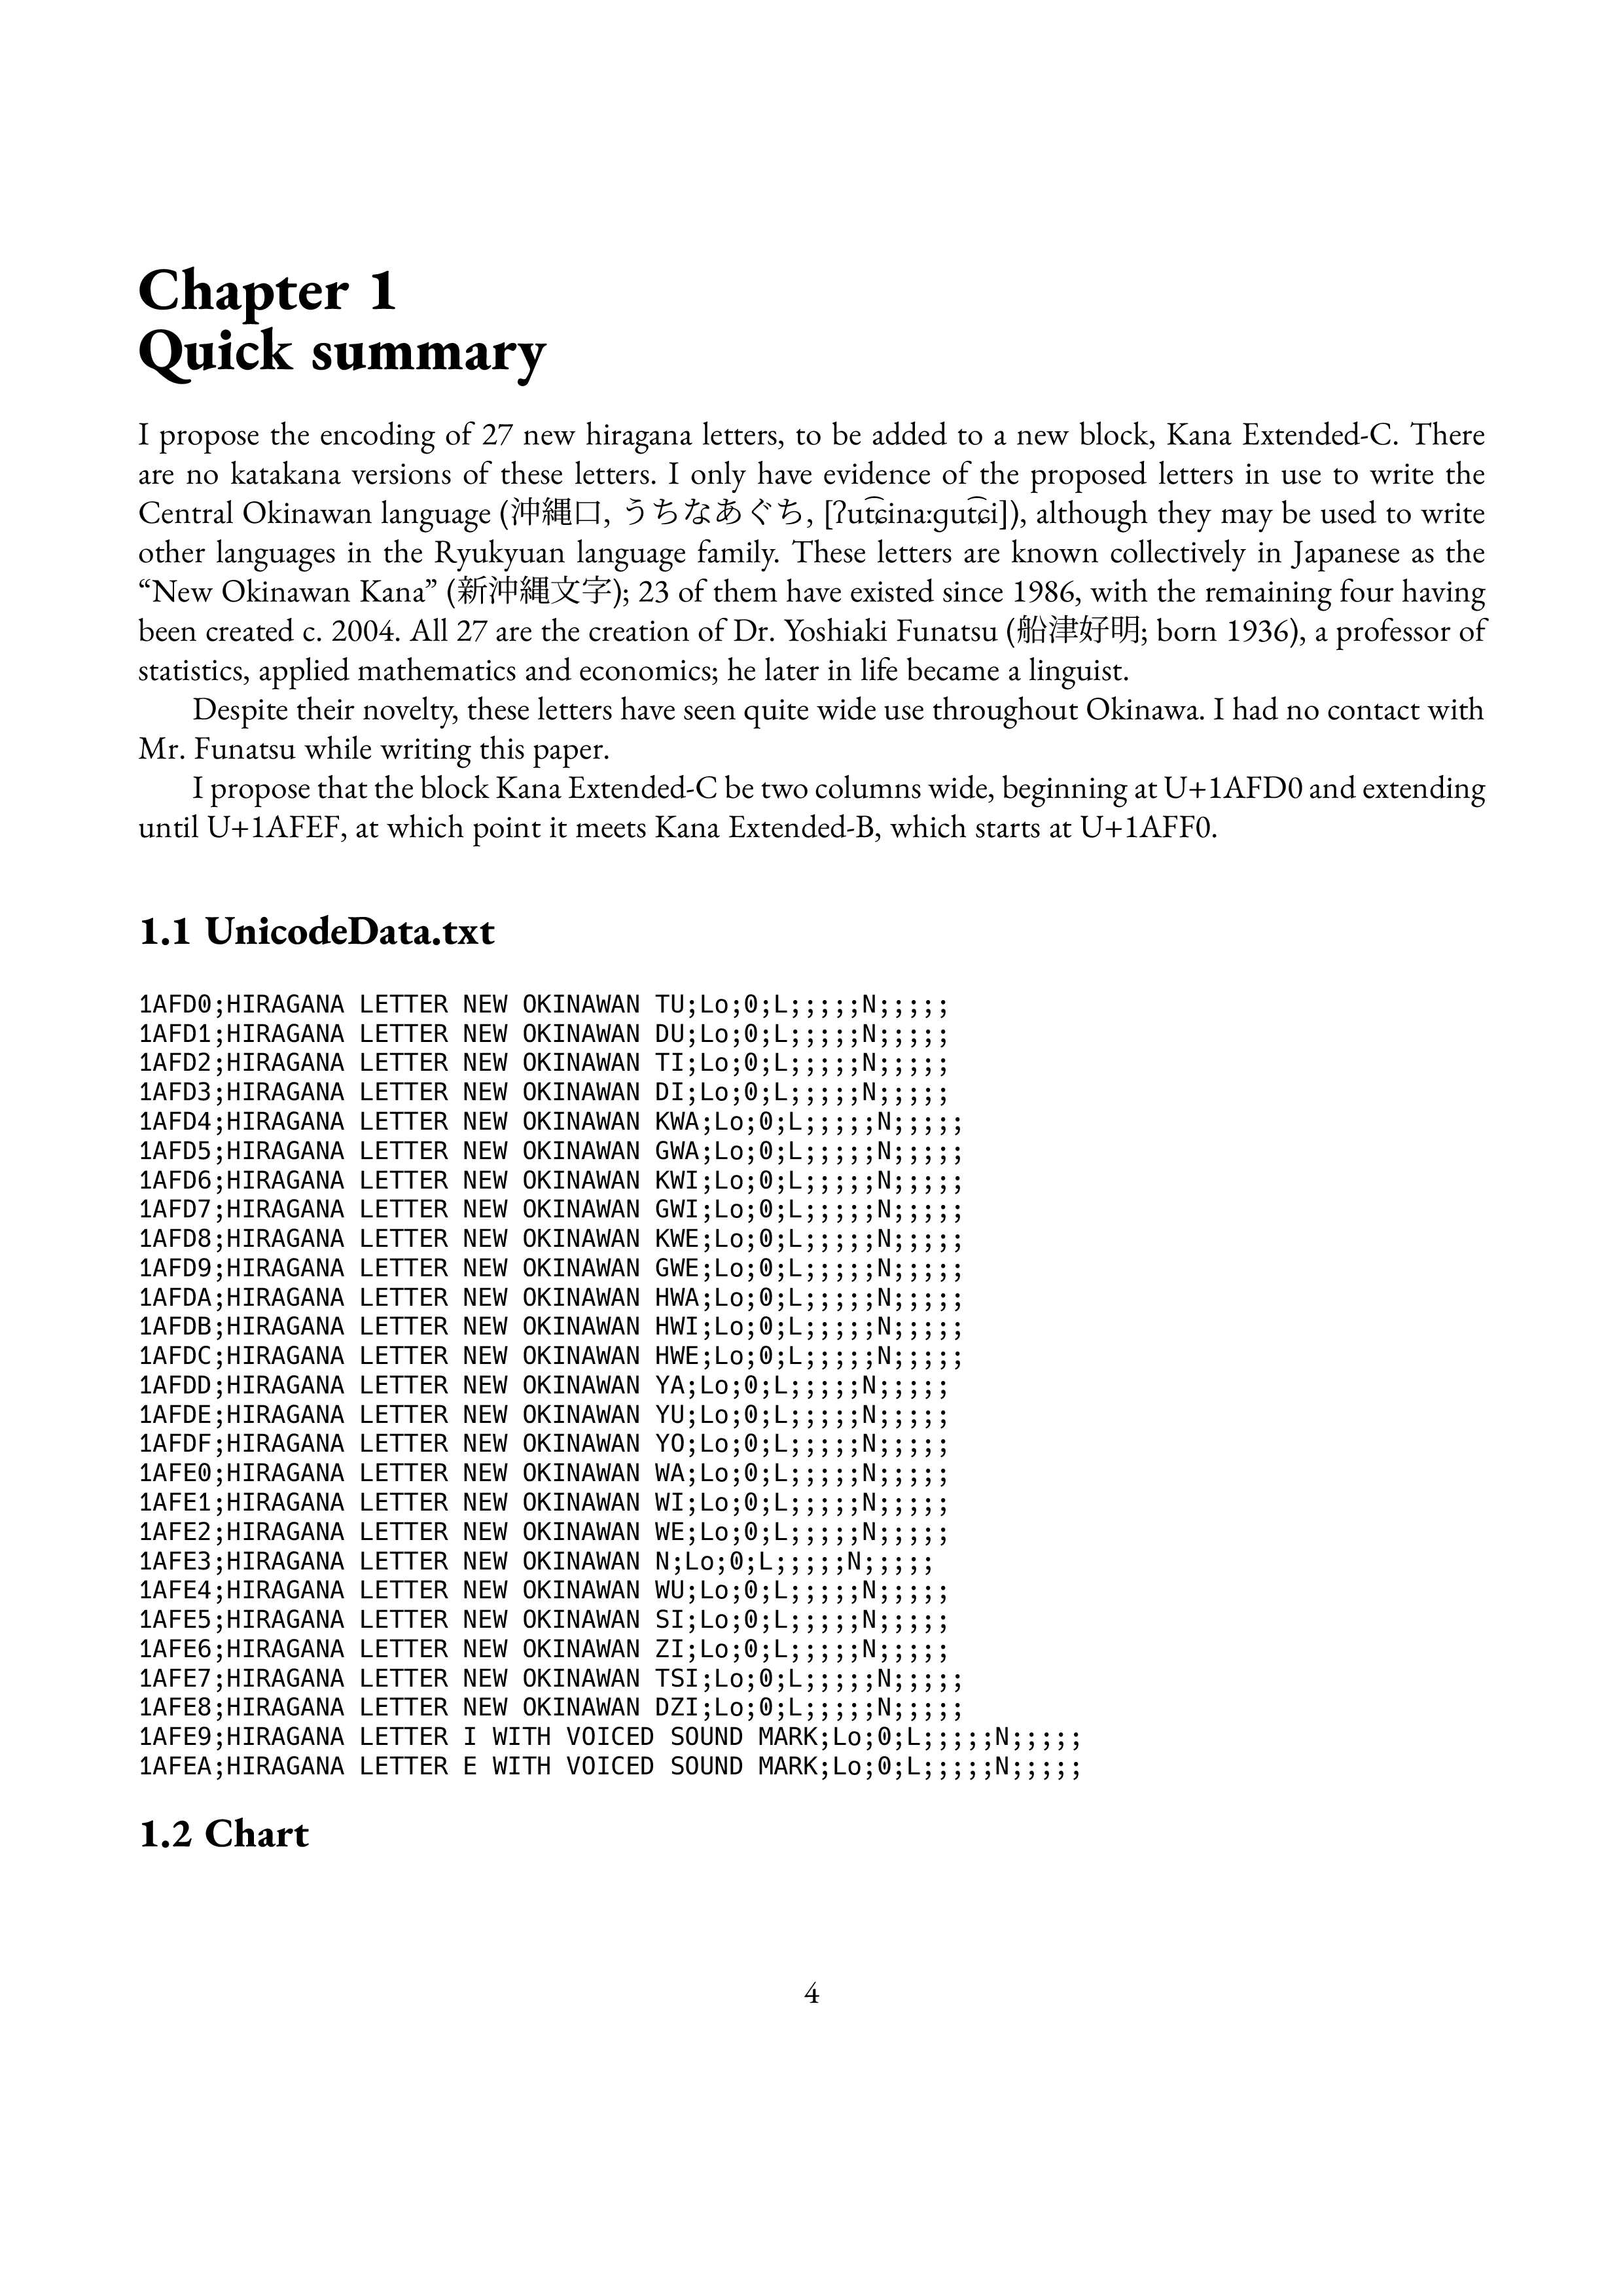 Chapter 1
Quick summary
I propose the encoding of 27 new hiragana letters, to be added to a new block, Kana Extended-C. There
are no katakana versions of these letters. I only have evidence of the proposed letters in use to write the
Central Okinawan language (沖縄口, うちなあぐち, [ʔut͡ɕinaːgut͡ɕi]), although they may be used to write
other languages in the Ryukyuan language family. These letters are known collectively in Japanese as the
“New Okinawan Kana” (新沖縄文字); 23 of them have existed since 1986, with the remaining four having
been created c. 2004. All 27 are the creation of Dr. Yoshiaki Funatsu (船津好明; born 1936), a professor of
statistics, applied mathematics and economics; he later in life became a linguist.
Despite their novelty, these letters have seen quite wide use throughout Okinawa. I had no contact with
Mr. Funatsu while writing this paper.
I propose that the block Kana Extended-C be two columns wide, beginning at U+1AFD0 and extending
until U+1AFEF, at which point it meets Kana Extended-B, which starts at U+1AFF0.
1.1 UnicodeData.txt
1AFD0;HIRAGANA LETTER NEW OKINAWAN TU;Lo;0;L;;;;;N;;;;;
1AFD1;HIRAGANA LETTER NEW OKINAWAN DU;Lo;0;L;;;;;N;;;;;
1AFD2;HIRAGANA LETTER NEW OKINAWAN TI;Lo;0;L;;;;;N;;;;;
1AFD3;HIRAGANA LETTER NEW OKINAWAN DI;Lo;0;L;;;;;N;;;;;
1AFD4;HIRAGANA LETTER NEW OKINAWAN KWA;Lo;0;L;;;;;N;;;;;
1AFD5;HIRAGANA LETTER NEW OKINAWAN GWA;Lo;0;L;;;;;N;;;;;
1AFD6;HIRAGANA LETTER NEW OKINAWAN KWI;Lo;0;L;;;;;N;;;;;
1AFD7;HIRAGANA LETTER NEW OKINAWAN GWI;Lo;0;L;;;;;N;;;;;
1AFD8;HIRAGANA LETTER NEW OKINAWAN KWE;Lo;0;L;;;;;N;;;;;
1AFD9;HIRAGANA LETTER NEW OKINAWAN GWE;Lo;0;L;;;;;N;;;;;
1AFDA;HIRAGANA LETTER NEW OKINAWAN HWA;Lo;0;L;;;;;N;;;;;
1AFDB;HIRAGANA LETTER NEW OKINAWAN HWI;Lo;0;L;;;;;N;;;;;
1AFDC;HIRAGANA LETTER NEW OKINAWAN HWE;Lo;0;L;;;;;N;;;;;
1AFDD;HIRAGANA LETTER NEW OKINAWAN YA;Lo;0;L;;;;;N;;;;;
1AFDE;HIRAGANA LETTER NEW OKINAWAN YU;Lo;0;L;;;;;N;;;;;
1AFDF;HIRAGANA LETTER NEW OKINAWAN YO;Lo;0;L;;;;;N;;;;;
1AFE0;HIRAGANA LETTER NEW OKINAWAN WA;Lo;0;L;;;;;N;;;;;
1AFE1;HIRAGANA LETTER NEW OKINAWAN WI;Lo;0;L;;;;;N;;;;;
1AFE2;HIRAGANA LETTER NEW OKINAWAN WE;Lo;0;L;;;;;N;;;;;
1AFE3;HIRAGANA LETTER NEW OKINAWAN N;Lo;0;L;;;;;N;;;;;
1AFE4;HIRAGANA LETTER NEW OKINAWAN WU;Lo;0;L;;;;;N;;;;;
1AFE5;HIRAGANA LETTER NEW OKINAWAN SI;Lo;0;L;;;;;N;;;;;
1AFE6;HIRAGANA LETTER NEW OKINAWAN ZI;Lo;0;L;;;;;N;;;;;
1AFE7;HIRAGANA LETTER NEW OKINAWAN TSI;Lo;0;L;;;;;N;;;;;
1AFE8;HIRAGANA LETTER NEW OKINAWAN DZI;Lo;0;L;;;;;N;;;;;
1AFE9;HIRAGANA LETTER I WITH VOICED SOUND MARK;Lo;0;L;;;;;N;;;;;
1AFEA;HIRAGANA LETTER E WITH VOICED SOUND MARK;Lo;0;L;;;;;N;;;;;
1.2 Chart
4